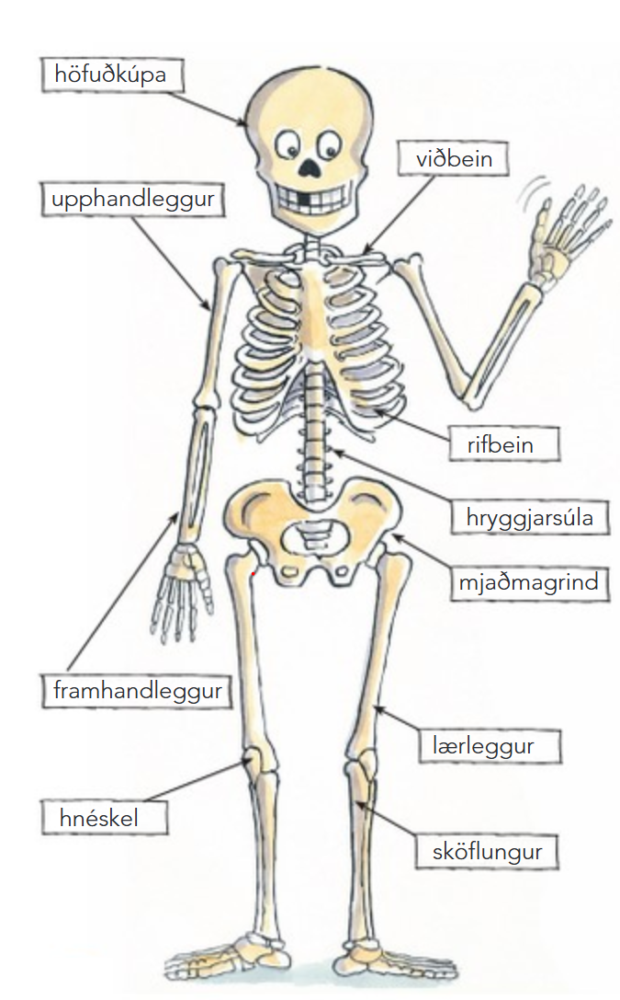 höfuðkúpa
viðbein
upphandleggur
rifbein
hryggjarsúla
mjaðmagrind
framhandleggur
lærleggur
hnéskel
sköflungur